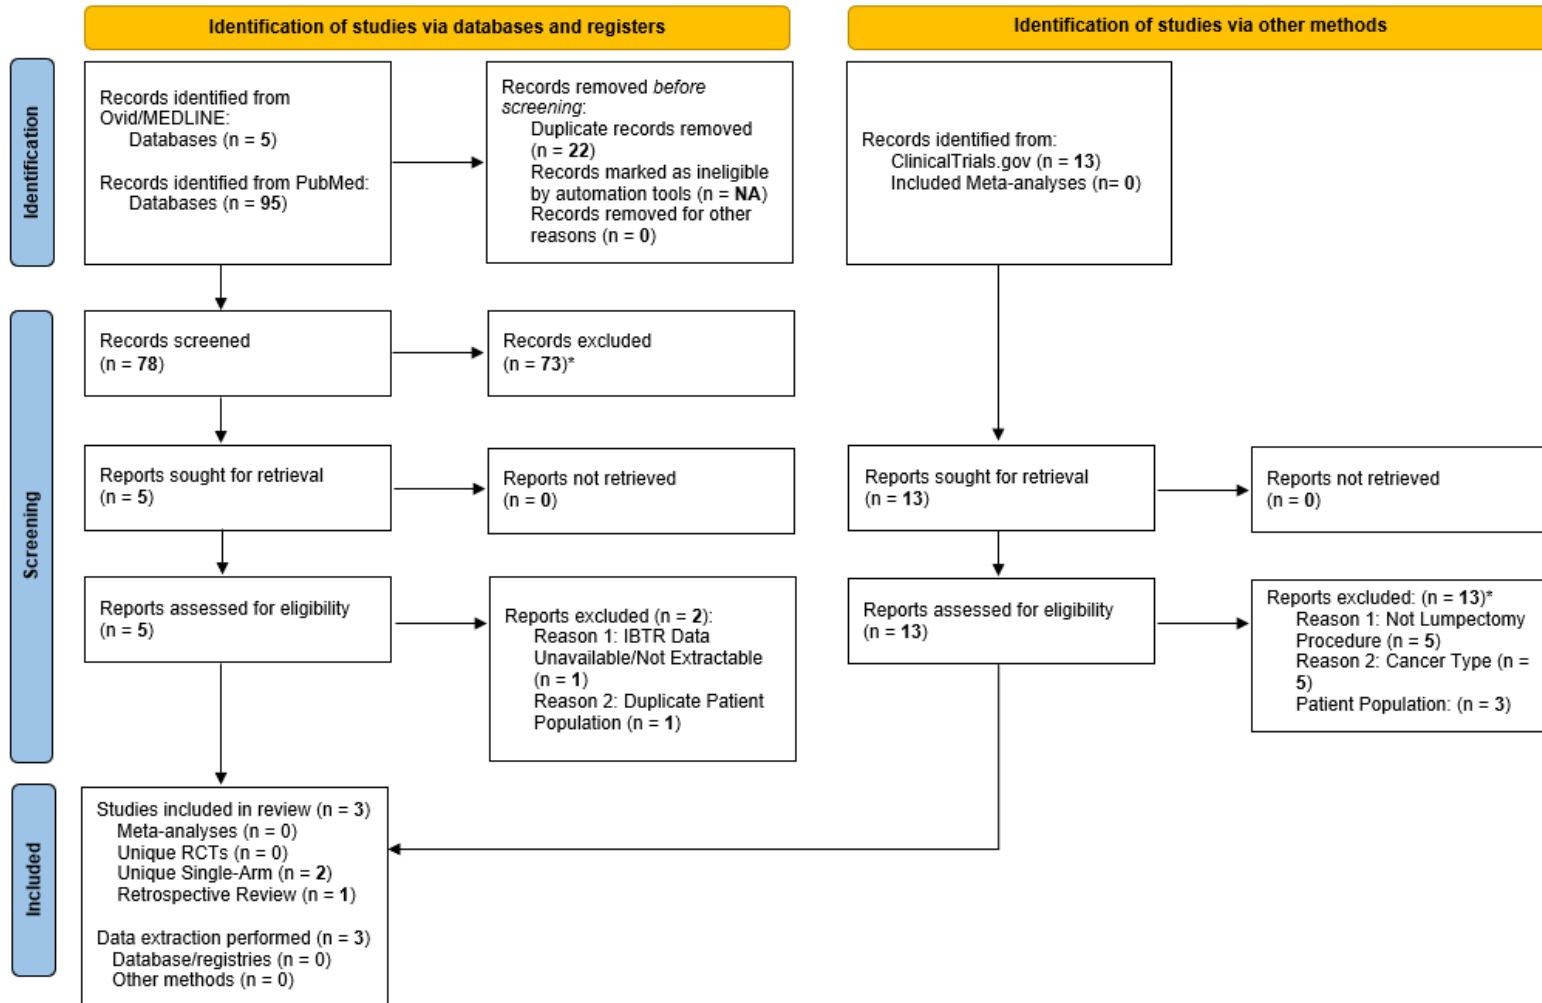 Identification of studies via databases and registers
Identification of studies via other methods
Identification
Records identified from
Ovid/MEDLINE:
Databases (n = 5)
Records identified from PubMed:
Databases (n = 95)
Records removed before
screening:
Duplicate records removed
(n = 22)
Records marked as ineligible
by automation tools (n = NA)
Records removed for other
reasons (n = 0)
Records identified from:
ClinicalTrials.gov (n = 13)
Included Meta-analyses (n= 0)
Screening
Records screened
(n = 78)
Records excluded
(n = 73)*
Reports sought for retrieval
(n = 5)
Reports not retrieved
(n = 0)
Reports sought for retrieval
(n = 13)
Reports not retrieved
(n = 0)
Reports assessed for eligibility
(n = 5)
Reports excluded (n = 2):
Reason 1: IBTR Data
Unavailable/Not Extractable
(n = 1)
Reason 2: Duplicate Patient
Population (n = 1)
Reports assessed for eligibility
(n = 13)
Reports excluded: (n = 13)*
Reason 1: Not Lumpectomy
Procedure (n = 5)
Reason 2: Cancer Type (n =
5)
Patient Population: (n = 3)
Included
Studies included in review (n = 3)
Meta-analyses (n = 0)
Unique RCTs (n = 0)
Unique Single-Arm (n = 2)
Retrospective Review (n = 1)
Data extraction performed (n = 3)
Database/registries (n = 0)
Other methods (n = 0)